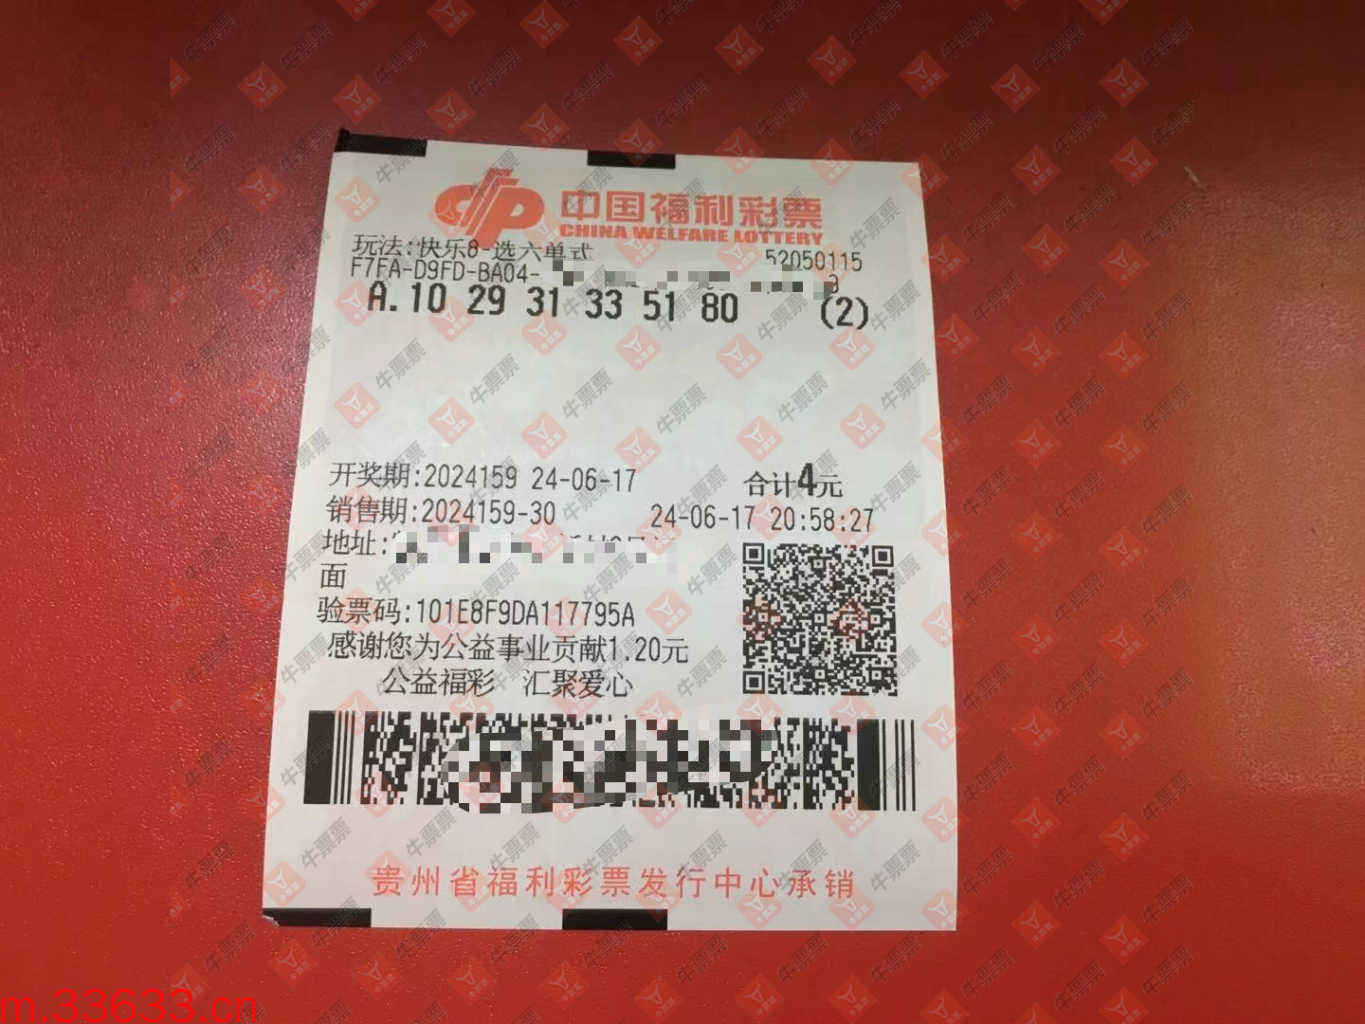 中国福利彩票
CHINA WELFARE LOTTERY
玩法:快乐8-选六单式 52050115
F7FA-D9FD-BA04-
A.10 29 31 33 51 80 (2)
开奖期:2024159 24-06-17 合计4元
销售期:2024159-30 24-06-17 20:58:27
地址:
面
验票码:101E8F9DA117795A
感谢您为公益事业贡献1.20元
公益福彩 汇聚爱心
贵州省福利彩票发行中心承销
牛票票
m.33633.cn